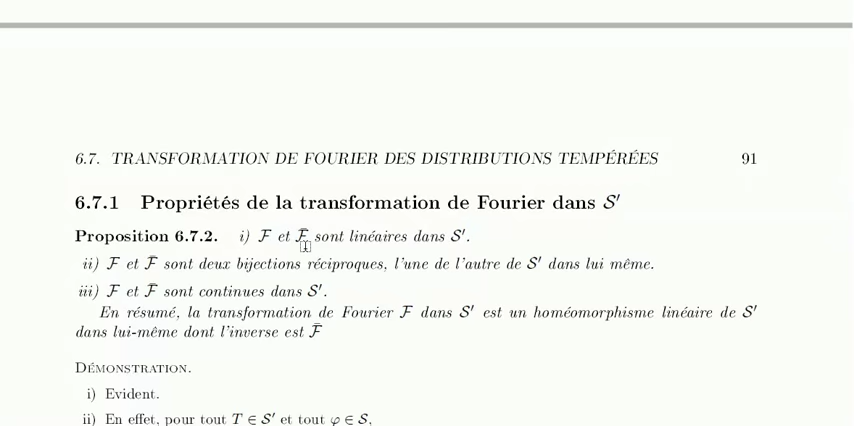 6.7. TRANSFORMATION DE FOURIER DES DISTRIBUTIONS TEMPÉRÉES 91
6.7.1 Propriétés de la transformation de Fourier dans 𝒮′
Proposition 6.7.2. i) ℱ et ℱ̄ sont linéaires dans 𝒮′.
ii) ℱ et ℱ̄ sont deux bijections réciproques, l'une de l'autre de 𝒮′ dans lui même.
iii) ℱ et ℱ̄ sont continues dans 𝒮′.
En résumé, la transformation de Fourier ℱ dans 𝒮′ est un homéomorphisme linéaire de 𝒮′
dans lui-même dont l'inverse est ℱ̄
DÉMONSTRATION.
i) Evident.
ii) En effet, pour tout T ∈ 𝒮′ et tout φ ∈ 𝒮,